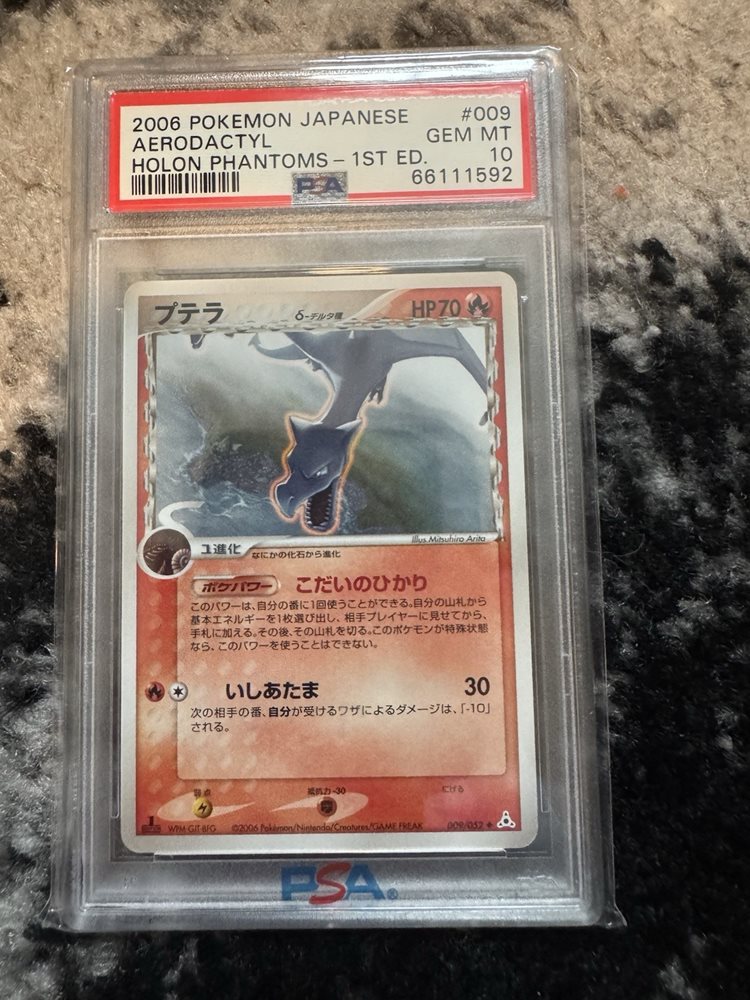 2006 POKEMON JAPANESE #009
AERODACTYL GEM MT
HOLON PHANTOMS - 1ST ED. 10
PSA 66111592
プテラ δ-デルタ種 HP70
Illus.Mitsuhiro Arita
1進化 なにかの化石から進化
ポケパワー こだいのひかり
このパワーは、自分の番に1回使うことができる。自分の山札から
基本エネルギーを1枚選び出し、相手プレイヤーに見せてから、
手札に加える。その後、その山札を切る。このポケモンが特殊状態
なら、このパワーを使うことはできない。
いしあたま 30
次の相手の番、自分が受けるワザによるダメージは、「-10」
される。
弱点 抵抗力-30 にげる
1 WPM GIT BFG ©2006 Pokémon/Nintendo/Creatures/GAME FREAK 009/052
PSA®